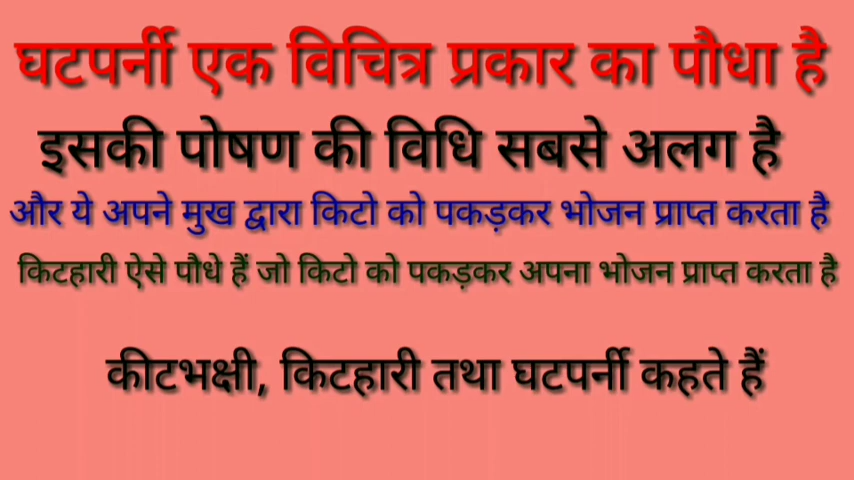 घटपर्नी एक विचित्र प्रकार का पौधा है
इसकी पोषण की विधि सबसे अलग है
और ये अपने मुख द्वारा किटो को पकड़कर भोजन प्राप्त करता है
किटहारी ऐसे पौधे हैं जो किटो को पकड़कर अपना भोजन प्राप्त करता है
कीटभक्षी, किटहारी तथा घटपर्नी कहते हैं